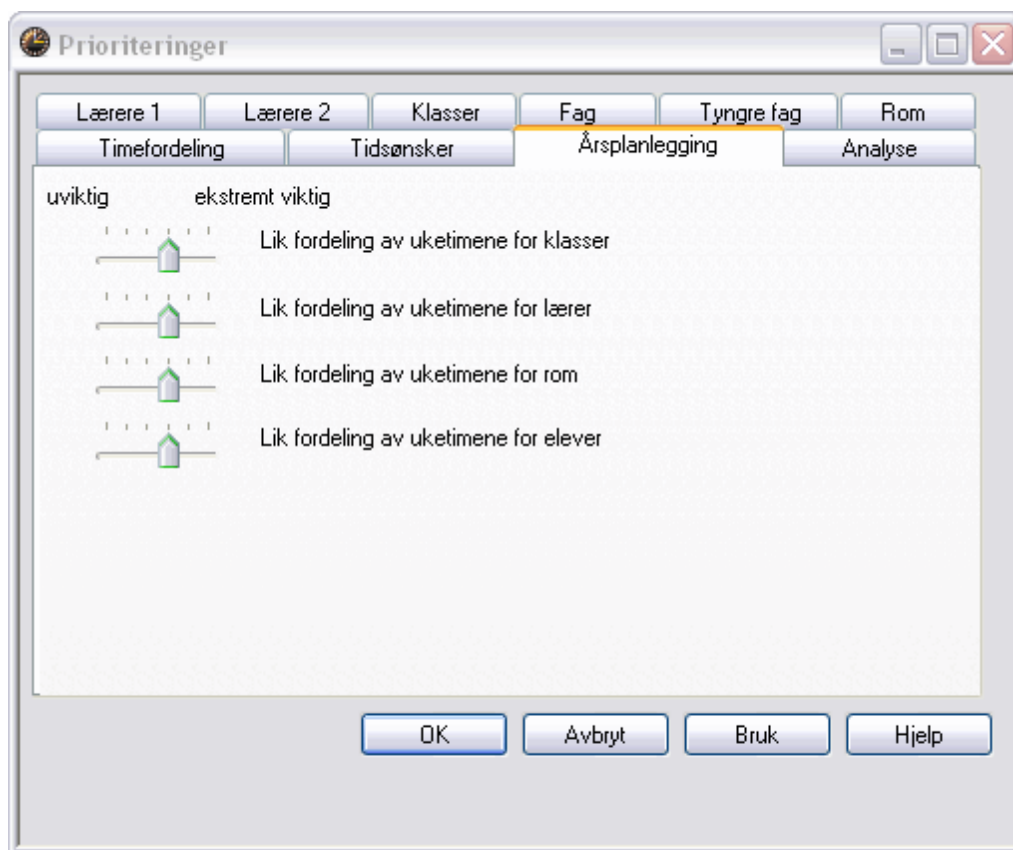 Prioriteringer
Lærere 1 Lærere 2 Klasser Fag Tyngre fag Rom
Timefordeling Tidsønsker Årsplanlegging Analyse
uviktig ekstremt viktig
Lik fordeling av uketimene for klasser
Lik fordeling av uketimene for lærer
Lik fordeling av uketimene for rom
Lik fordeling av uketimene for elever
OK Avbryt Bruk Hjelp